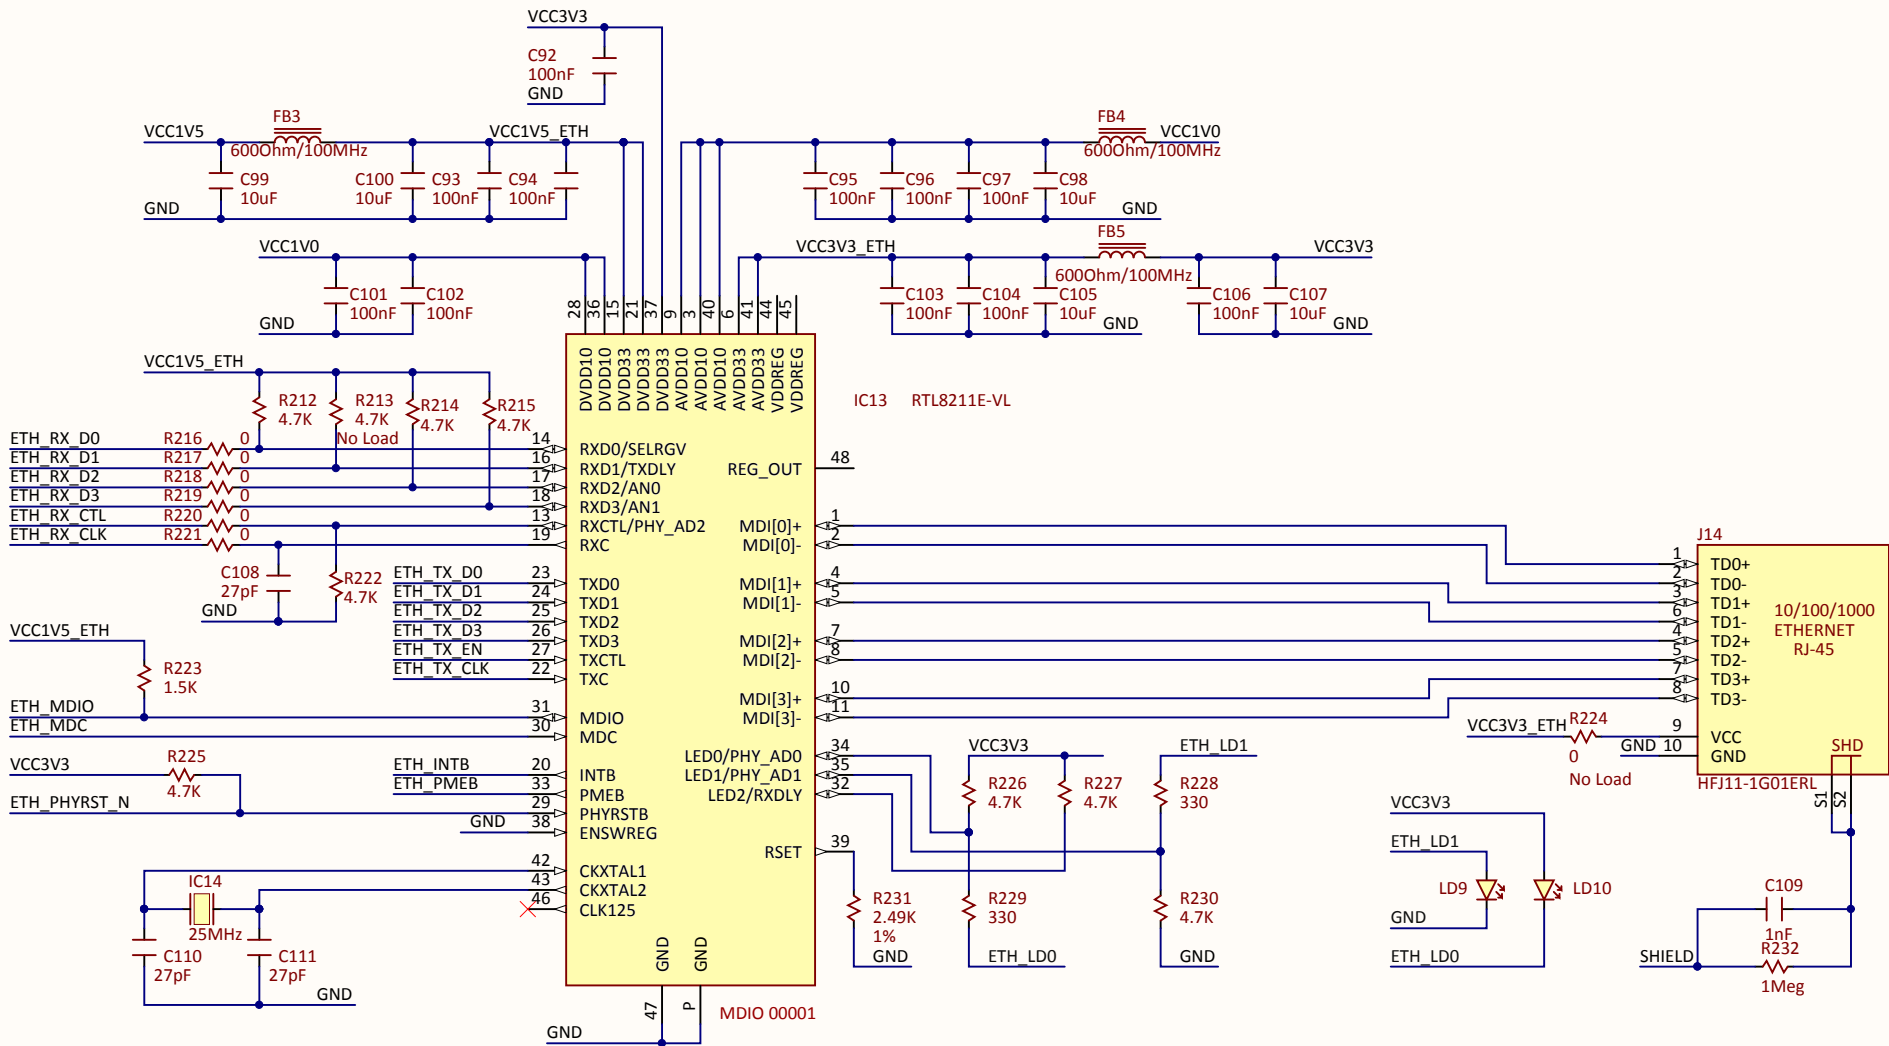 VCC3V3
C92
100nF
GND
FB3
VCC1V5
VCC1V5_ETH
600Ohm/100MHz
C99
10uF
C100
10uF
C93
100nF
C94
100nF
GND
FB4
VCC1V0
600Ohm/100MHz
C95
100nF
C96
100nF
C97
100nF
C98
10uF
GND
VCC1V0
C101
100nF
C102
100nF
GND
VCC3V3_ETH
FB5
VCC3V3
600Ohm/100MHz
C103
100nF
C104
100nF
C105
10uF
GND
C106
100nF
C107
10uF
GND
28
36
15
21
37
9
3
40
6
41
44
45
DVDD10
DVDD10
DVDD33
DVDD33
DVDD33
AVDD10
AVDD10
AVDD10
AVDD33
AVDD33
VDDREG
VDDREG
IC13 RTL8211E-VL
VCC1V5_ETH
R212
4.7K
R213
4.7K
No Load
R214
4.7K
R215
4.7K
ETH_RX_D0 R216 0 14 RXD0/SELRGV
ETH_RX_D1 R217 0 16 RXD1/TXDLY
ETH_RX_D2 R218 0 17 RXD2/AN0
ETH_RX_D3 R219 0 18 RXD3/AN1
ETH_RX_CTL R220 0 13 RXCTL/PHY_AD2
ETH_RX_CLK R221 0 19 RXC
C108
27pF
R222
4.7K
GND
ETH_TX_D0 23 TXD0
ETH_TX_D1 24 TXD1
ETH_TX_D2 25 TXD2
ETH_TX_D3 26 TXD3
ETH_TX_EN 27 TXCTL
ETH_TX_CLK 22 TXC
VCC1V5_ETH
R223
1.5K
ETH_MDIO 31 MDIO
ETH_MDC 30 MDC
VCC3V3
R225
4.7K
ETH_INTB 20 INTB
ETH_PMEB 33 PMEB
ETH_PHYRST_N 29 PHYRSTB
GND 38 ENSWREG
42 CKXTAL1
43 CKXTAL2
46 CLK125
IC14
25MHz
C110
27pF
C111
27pF
GND
GND
GND
47
P
GND
MDIO 00001
REG_OUT 48
MDI[0]+ 1
MDI[0]- 2
MDI[1]+ 4
MDI[1]- 5
MDI[2]+ 7
MDI[2]- 8
MDI[3]+ 10
MDI[3]- 11
LED0/PHY_AD0 34
LED1/PHY_AD1 35
LED2/RXDLY 32
RSET 39
VCC3V3
ETH_LD1
R226
4.7K
R227
4.7K
R228
330
R231
2.49K
1%
GND
R229
330
ETH_LD0
R230
4.7K
GND
J14
1 TD0+
2 TD0-
3 TD1+
6 TD1-
4 TD2+
5 TD2-
7 TD3+
8 TD3-
10/100/1000
ETHERNET
RJ-45
VCC3V3_ETH R224 9 VCC
GND 10 GND
0
No Load
SHD
HFJ11-1G01ERL
S1
S2
VCC3V3
ETH_LD1
LD9
LD10
GND
ETH_LD0
C109
1nF
SHIELD
R232
1Meg